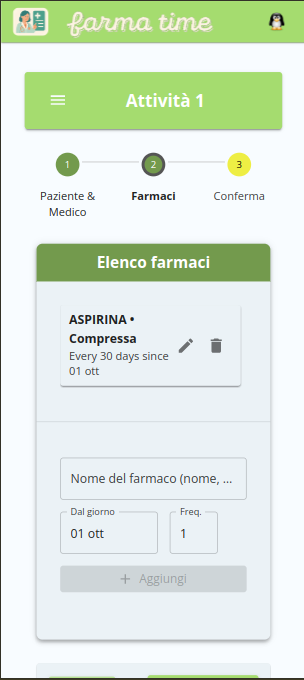 farma time
Attività 1
1
2
3
Paziente &
Medico
Farmaci
Conferma
Elenco farmaci
ASPIRINA •
Compressa
Every 30 days since
01 ott
Nome del farmaco (nome, ...
Dal giorno
01 ott
Freq.
1
+ Aggiungi